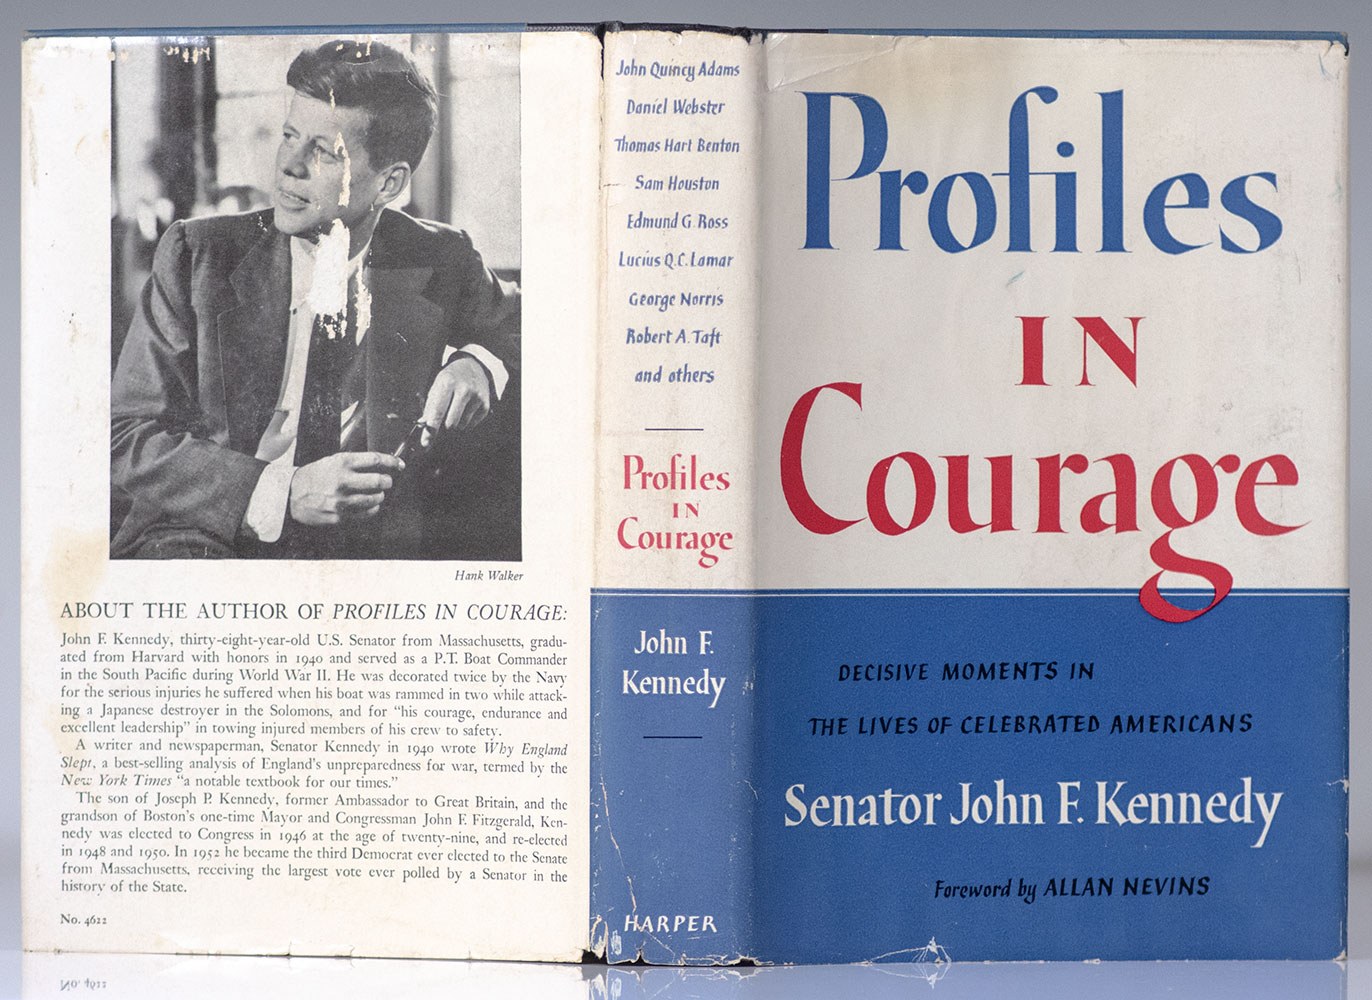 Hank Walker
ABOUT THE AUTHOR OF PROFILES IN COURAGE:
John F. Kennedy, thirty-eight-year-old U.S. Senator from Massachusetts, gradu-
ated from Harvard with honors in 1940 and served as a P.T. Boat Commander
in the South Pacific during World War II. He was decorated twice by the Navy
for the serious injuries he suffered when his boat was rammed in two while attack-
ing a Japanese destroyer in the Solomons, and for "his courage, endurance and
excellent leadership" in towing injured members of his crew to safety.
A writer and newspaperman, Senator Kennedy in 1940 wrote Why England
Slept, a best-selling analysis of England's unpreparedness for war, termed by the
New York Times "a notable textbook for our times."
The son of Joseph P. Kennedy, former Ambassador to Great Britain, and the
grandson of Boston's one-time Mayor and Congressman John F. Fitzgerald, Ken-
nedy was elected to Congress in 1946 at the age of twenty-nine, and re-elected
in 1948 and 1950. In 1952 he became the third Democrat ever elected to the Senate
from Massachusetts, receiving the largest vote ever polled by a Senator in the
history of the State.
No. 4622
John Quincy Adams
Daniel Webster
Thomas Hart Benton
Sam Houston
Edmund G. Ross
Lucius Q.C. Lamar
George Norris
Robert A. Taft
and others
Profiles
IN
Courage
John F.
Kennedy
HARPER
Profiles
IN
Courage
DECISIVE MOMENTS IN
THE LIVES OF CELEBRATED AMERICANS
Senator John F. Kennedy
Foreword by ALLAN NEVINS